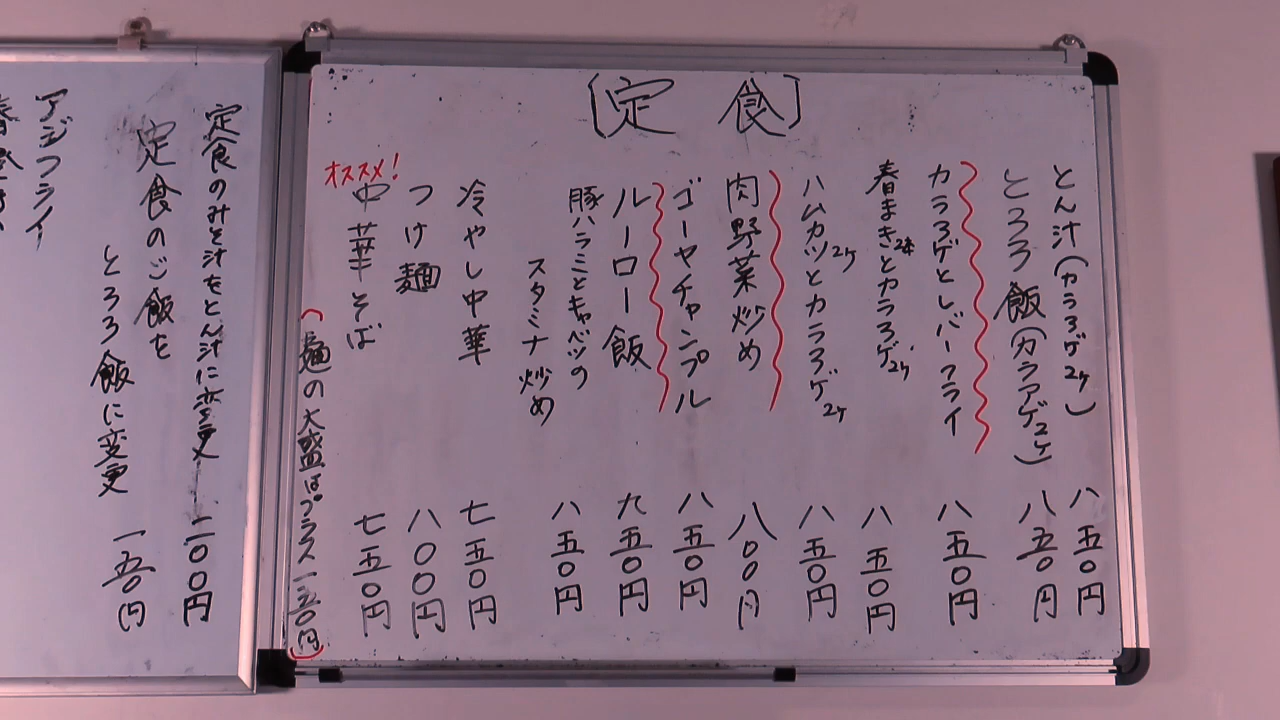 〔定食〕
とん汁(カラアゲ2ケ) 八五〇円
とろろ飯(カラアゲ2ケ) 八五〇円
カラアゲとレバーフライ 八五〇円
春まき2本とカラアゲ2ケ 八五〇円
ハムカツ2ケとカラアゲ2ケ 八五〇円
肉野菜炒め 八〇〇円
ゴーヤチャンプル 八五〇円
ルーロー飯 九五〇円
豚ハラミとキャベツの
スタミナ炒め 八五〇円
冷やし中華 七五〇円
つけ麺 八〇〇円
オススメ!
中華そば 七五〇円
(麺の大盛はプラス一五〇円)
定食のみそ汁をとん汁に変更 二〇〇円
定食のご飯を
とろろ飯に変更 一五〇円
アジフライ